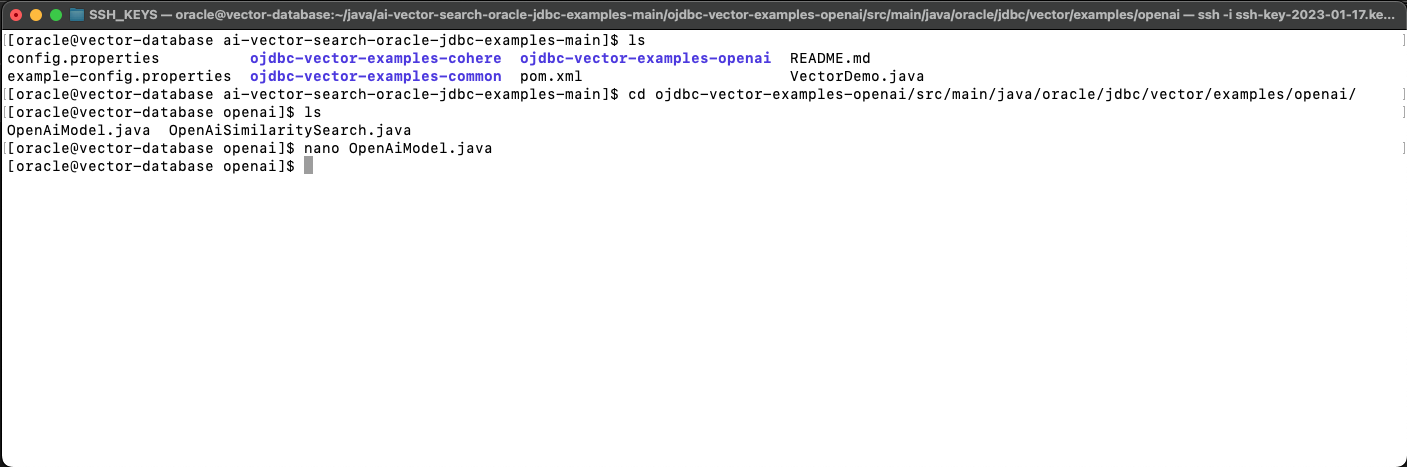 SSH_KEYS — oracle@vector-database:~/java/ai-vector-search-oracle-jdbc-examples-main/ojdbc-vector-examples-openai/src/main/java/oracle/jdbc/vector/examples/openai — ssh -i ssh-key-2023-01-17.ke...
[[oracle@vector-database ai-vector-search-oracle-jdbc-examples-main]$ ls ]
config.properties ojdbc-vector-examples-cohere ojdbc-vector-examples-openai README.md
example-config.properties ojdbc-vector-examples-common pom.xml VectorDemo.java
[[oracle@vector-database ai-vector-search-oracle-jdbc-examples-main]$ cd ojdbc-vector-examples-openai/src/main/java/oracle/jdbc/vector/examples/openai/ ]
[[oracle@vector-database openai]$ ls ]
OpenAiModel.java OpenAiSimilaritySearch.java
[[oracle@vector-database openai]$ nano OpenAiModel.java ]
[oracle@vector-database openai]$